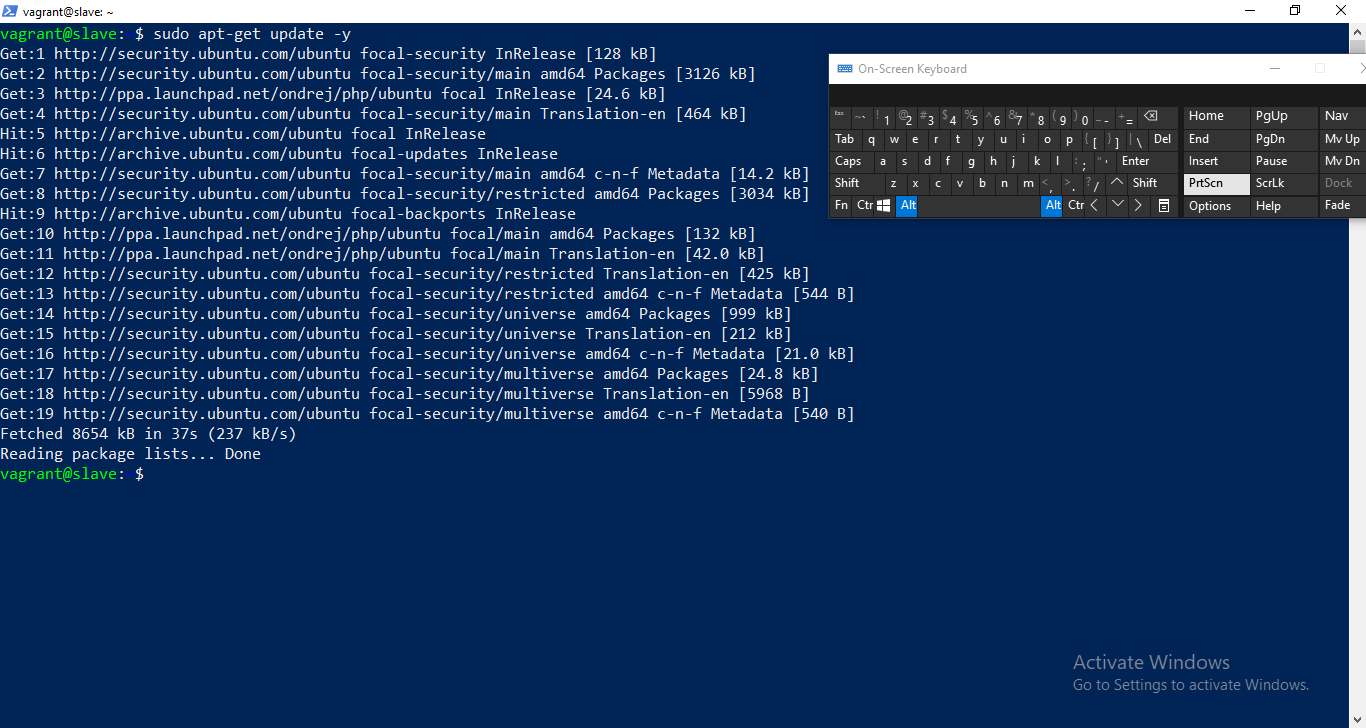 vagrant@slave: ~
vagrant@slave: $ sudo apt-get update -y
Get:1 http://security.ubuntu.com/ubuntu focal-security InRelease [128 kB]
Get:2 http://security.ubuntu.com/ubuntu focal-security/main amd64 Packages [3126 kB]
Get:3 http://ppa.launchpad.net/ondrej/php/ubuntu focal InRelease [24.6 kB]
Get:4 http://security.ubuntu.com/ubuntu focal-security/main Translation-en [464 kB]
Hit:5 http://archive.ubuntu.com/ubuntu focal InRelease
Hit:6 http://archive.ubuntu.com/ubuntu focal-updates InRelease
Get:7 http://security.ubuntu.com/ubuntu focal-security/main amd64 c-n-f Metadata [14.2 kB]
Get:8 http://security.ubuntu.com/ubuntu focal-security/restricted amd64 Packages [3034 kB]
Hit:9 http://archive.ubuntu.com/ubuntu focal-backports InRelease
Get:10 http://ppa.launchpad.net/ondrej/php/ubuntu focal/main amd64 Packages [132 kB]
Get:11 http://ppa.launchpad.net/ondrej/php/ubuntu focal/main Translation-en [42.0 kB]
Get:12 http://security.ubuntu.com/ubuntu focal-security/restricted Translation-en [425 kB]
Get:13 http://security.ubuntu.com/ubuntu focal-security/restricted amd64 c-n-f Metadata [544 B]
Get:14 http://security.ubuntu.com/ubuntu focal-security/universe amd64 Packages [999 kB]
Get:15 http://security.ubuntu.com/ubuntu focal-security/universe Translation-en [212 kB]
Get:16 http://security.ubuntu.com/ubuntu focal-security/universe amd64 c-n-f Metadata [21.0 kB]
Get:17 http://security.ubuntu.com/ubuntu focal-security/multiverse amd64 Packages [24.8 kB]
Get:18 http://security.ubuntu.com/ubuntu focal-security/multiverse Translation-en [5968 B]
Get:19 http://security.ubuntu.com/ubuntu focal-security/multiverse amd64 c-n-f Metadata [540 B]
Fetched 8654 kB in 37s (237 kB/s)
Reading package lists... Done
vagrant@slave: $
On-Screen Keyboard
Esc ~` !1 @2 #3 $4 %5 ^6 &7 *8 (9 )0 _- += Home PgUp Nav
Tab q w e r t y u i o p {[ }] |\ Del End PgDn Mv Up
Caps a s d f g h j k l :; "' Enter Insert Pause Mv Dn
Shift z x c v b n m <, >. ?/ Shift PrtScn ScrLk Dock
Fn Ctr Alt Alt Ctr Options Help Fade
Activate Windows
Go to Settings to activate Windows.